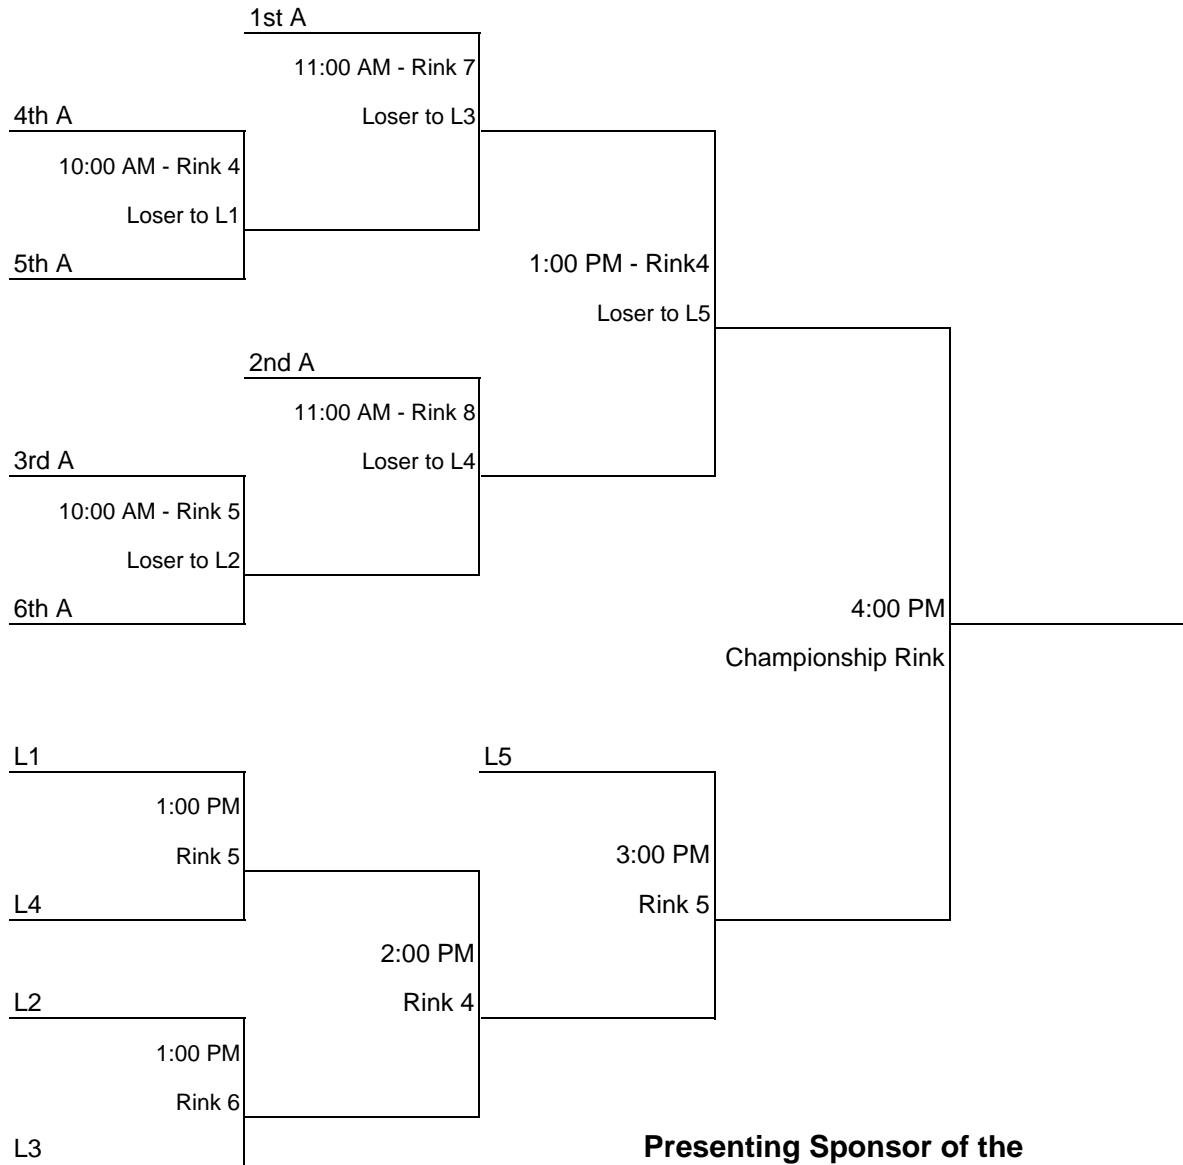 1st A
11:00 AM - Rink 7
4th A
Loser to L3
10:00 AM - Rink 4
Loser to L1
5th A
1:00 PM - Rink4
Loser to L5
2nd A
11:00 AM - Rink 8
3rd A
Loser to L4
10:00 AM - Rink 5
Loser to L2
6th A
4:00 PM
Championship Rink
L1
L5
1:00 PM
Rink 5
3:00 PM
L4
Rink 5
2:00 PM
L2
Rink 4
1:00 PM
Rink 6
L3
Presenting Sponsor of the